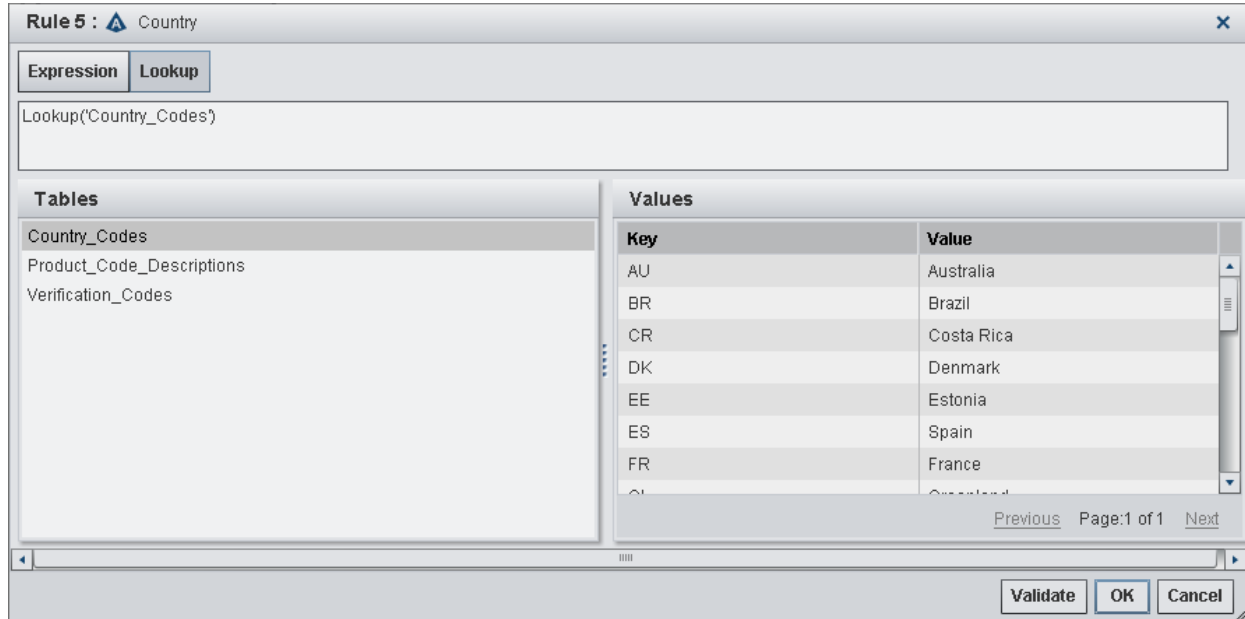 Rule 5 : Country
Expression Lookup
Lookup('Country_Codes')
Tables
Country_Codes
Product_Code_Descriptions
Verification_Codes
Values
Key Value
AU Australia
BR Brazil
CR Costa Rica
DK Denmark
EE Estonia
ES Spain
FR France
Previous Page:1 of 1 Next
Validate OK Cancel